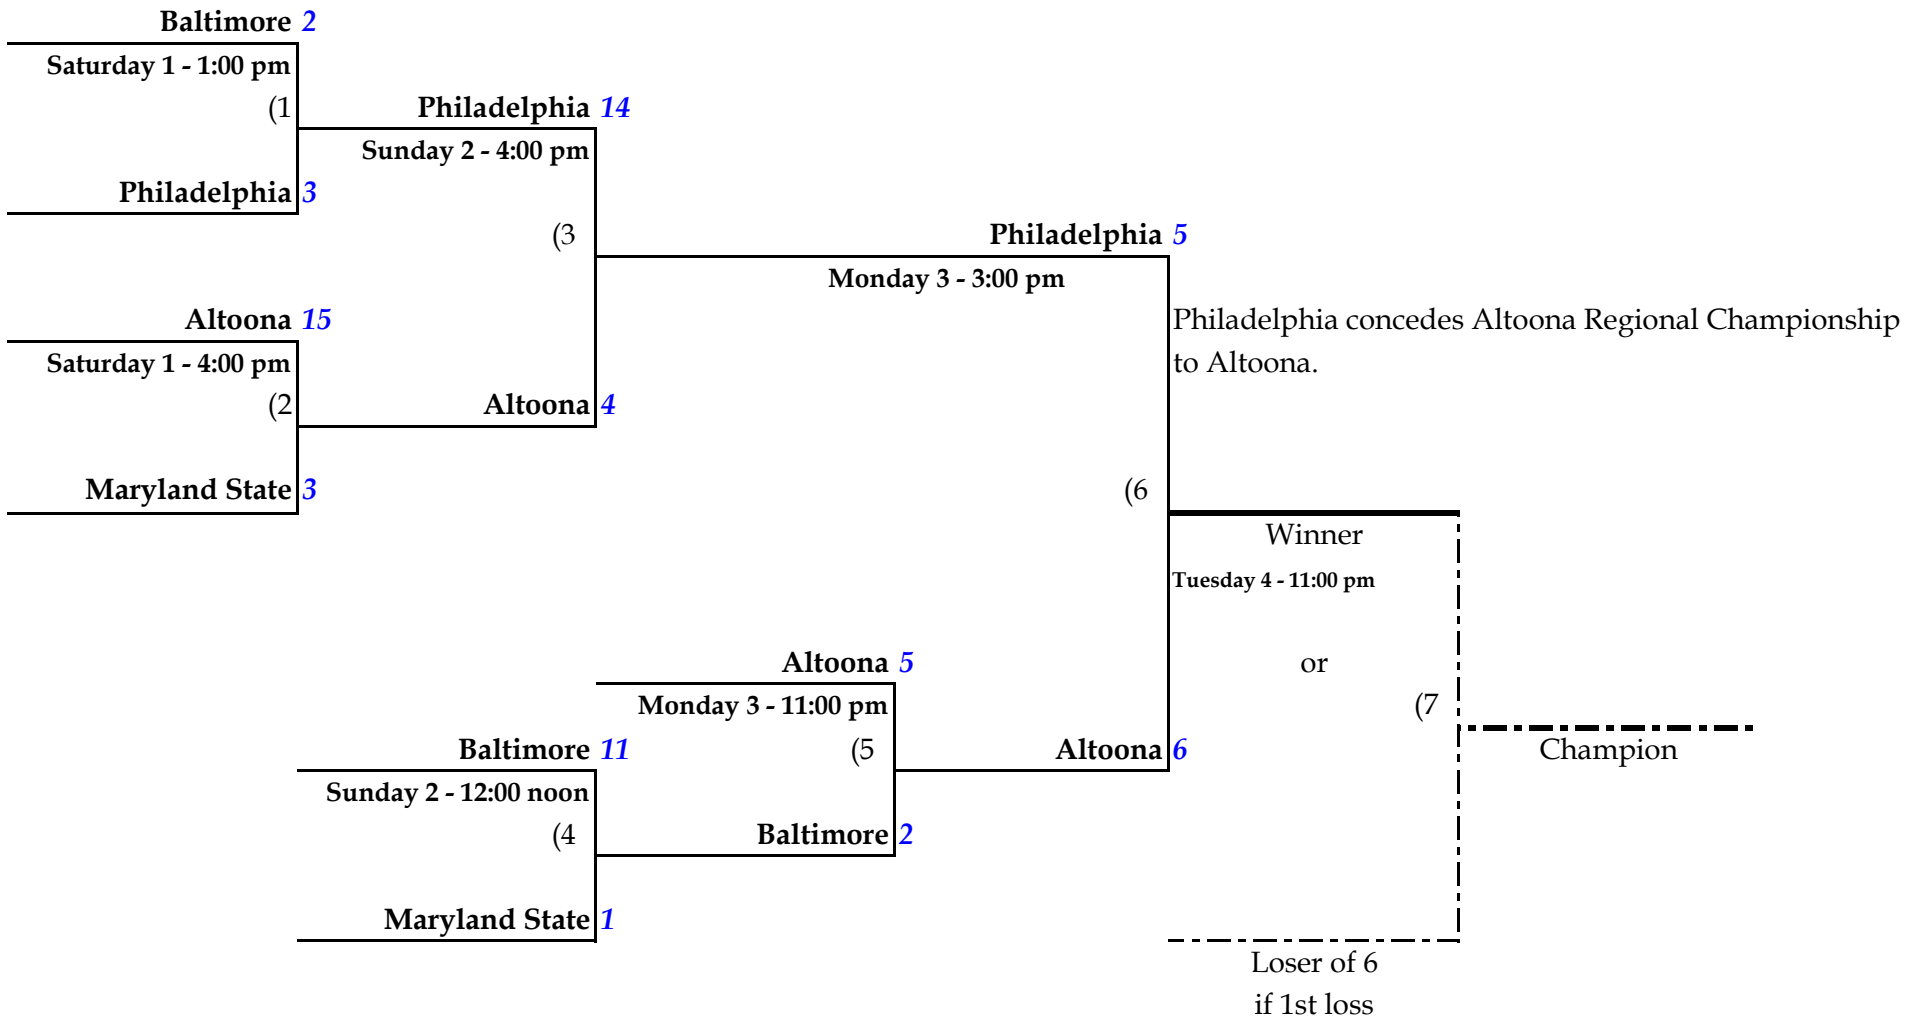 Baltimore 2
Saturday 1 - 1:00 pm
(1
Philadelphia 14
Sunday 2 - 4:00 pm
Philadelphia 3
(3
Philadelphia 5
Monday 3 - 3:00 pm
Altoona 15
Philadelphia concedes Altoona Regional Championship
Saturday 1 - 4:00 pm
to Altoona.
(2
Altoona 4
Maryland State 3
(6
Winner
Tuesday 4 - 11:00 pm
Altoona 5
or
Monday 3 - 11:00 pm
(7
Baltimore 11
(5
Altoona 6
Champion
Sunday 2 - 12:00 noon
(4
Baltimore 2
Maryland State 1
Loser of 6
if 1st loss